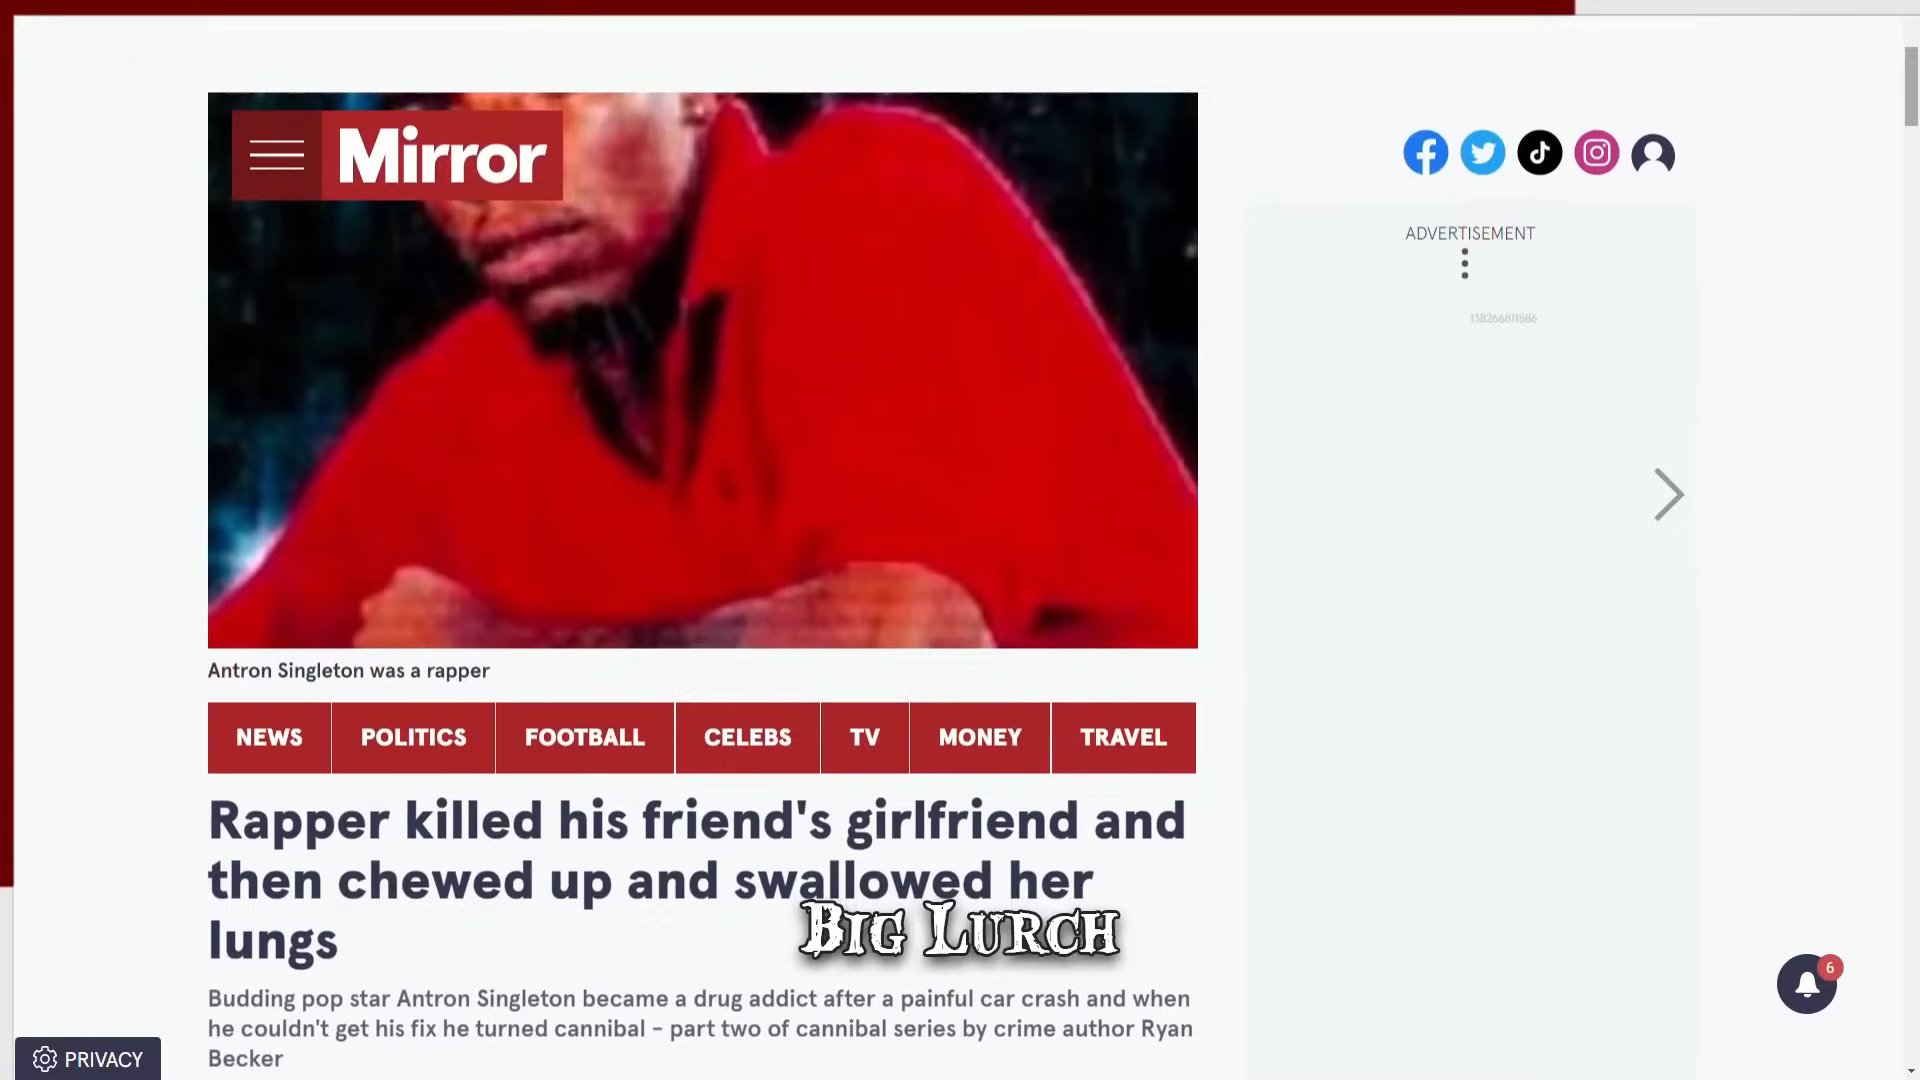 Mirror
ADVERTISEMENT
138266811586
Antron Singleton was a rapper
NEWS POLITICS FOOTBALL CELEBS TV MONEY TRAVEL
Rapper killed his friend's girlfriend and
then chewed up and swallowed her
lungs
BIG LURCH
Budding pop star Antron Singleton became a drug addict after a painful car crash and when
he couldn't get his fix he turned cannibal - part two of cannibal series by crime author Ryan
Becker
6
PRIVACY